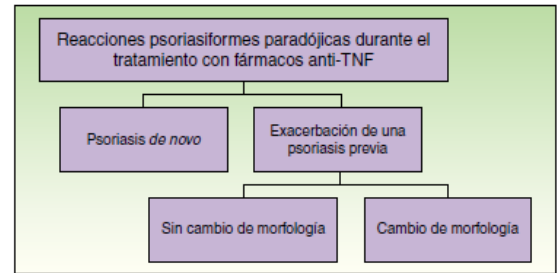 Reacciones psoriasiformes paradójicas durante el
tratamiento con fármacos anti-TNF
Psoriasis de novo
Exacerbación de una
psoriasis previa
Sin cambio de morfología
Cambio de morfología